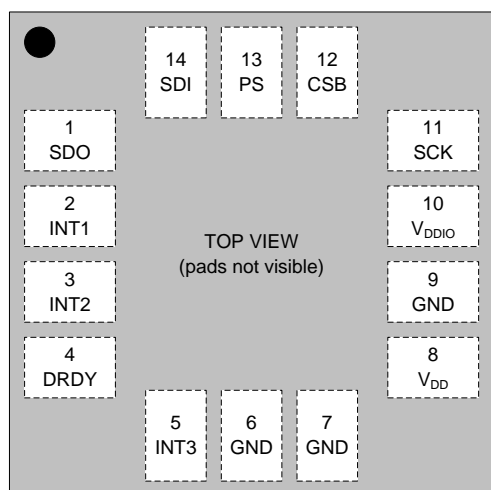 14
SDI
13
PS
12
CSB
1
SDO
11
SCK
2
INT1
10
VDDIO
TOP VIEW
(pads not visible)
3
INT2
9
GND
4
DRDY
8
VDD
5
INT3
6
GND
7
GND